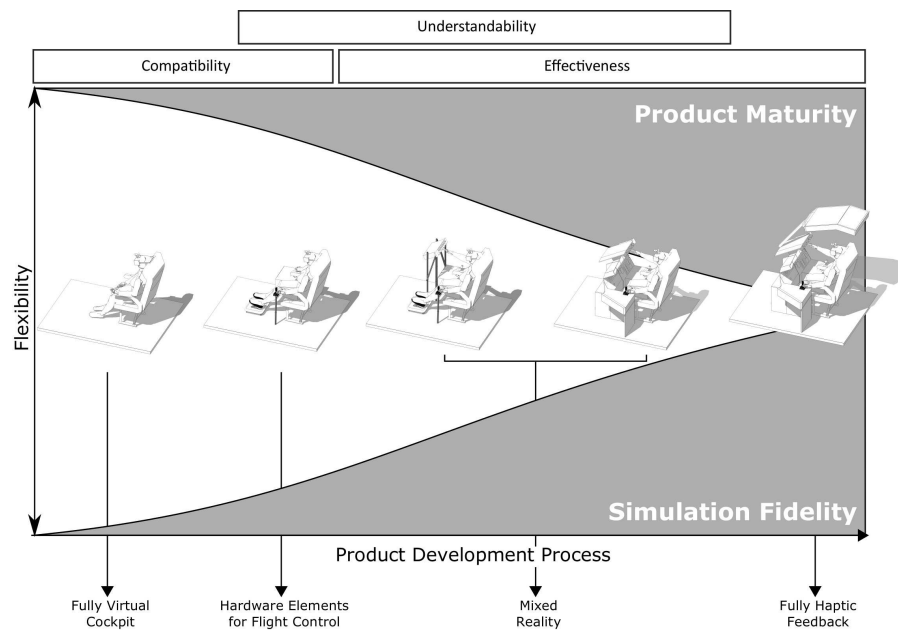 Understandability
Compatibility
Effectiveness
Product Maturity
Flexibility
Simulation Fidelity
Product Development Process
Fully Virtual
Cockpit
Hardware Elements
for Flight Control
Mixed
Reality
Fully Haptic
Feedback